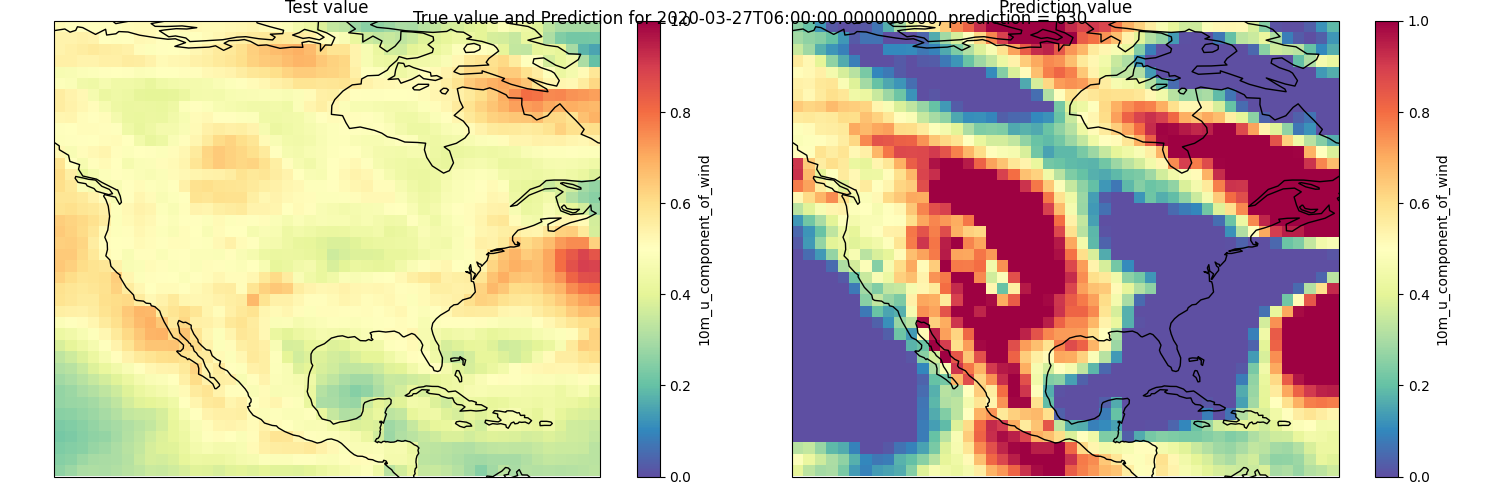 Test value
True value and Prediction for 2020-03-27T06:00:00.000000000, prediction = 630
Prediction value
1.0
0.8
0.6
0.4
0.2
0.0
10m_u_component_of_wind
1.0
0.8
0.6
0.4
0.2
0.0
10m_u_component_of_wind